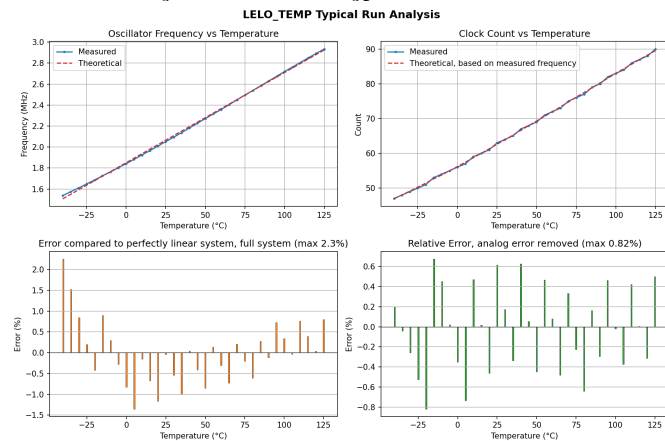 LELO_TEMP Typical Run Analysis
Oscillator Frequency vs Temperature
3.0
2.8
2.6
2.4
2.2
2.0
1.8
1.6
Frequency (MHz)
Measured
Theoretical
−25 0 25 50 75 100 125
Temperature (°C)
Clock Count vs Temperature
90
80
70
60
50
Count
Measured
Theoretical, based on measured frequency
−25 0 25 50 75 100 125
Temperature (°C)
Error compared to perfectly linear system, full system (max 2.3%)
2.0
1.5
1.0
0.5
0.0
−0.5
−1.0
−1.5
Error (%)
−25 0 25 50 75 100 125
Temperature (°C)
Relative Error, analog error removed (max 0.82%)
0.6
0.4
0.2
0.0
−0.2
−0.4
−0.6
−0.8
Error (%)
−25 0 25 50 75 100 125
Temperature (°C)